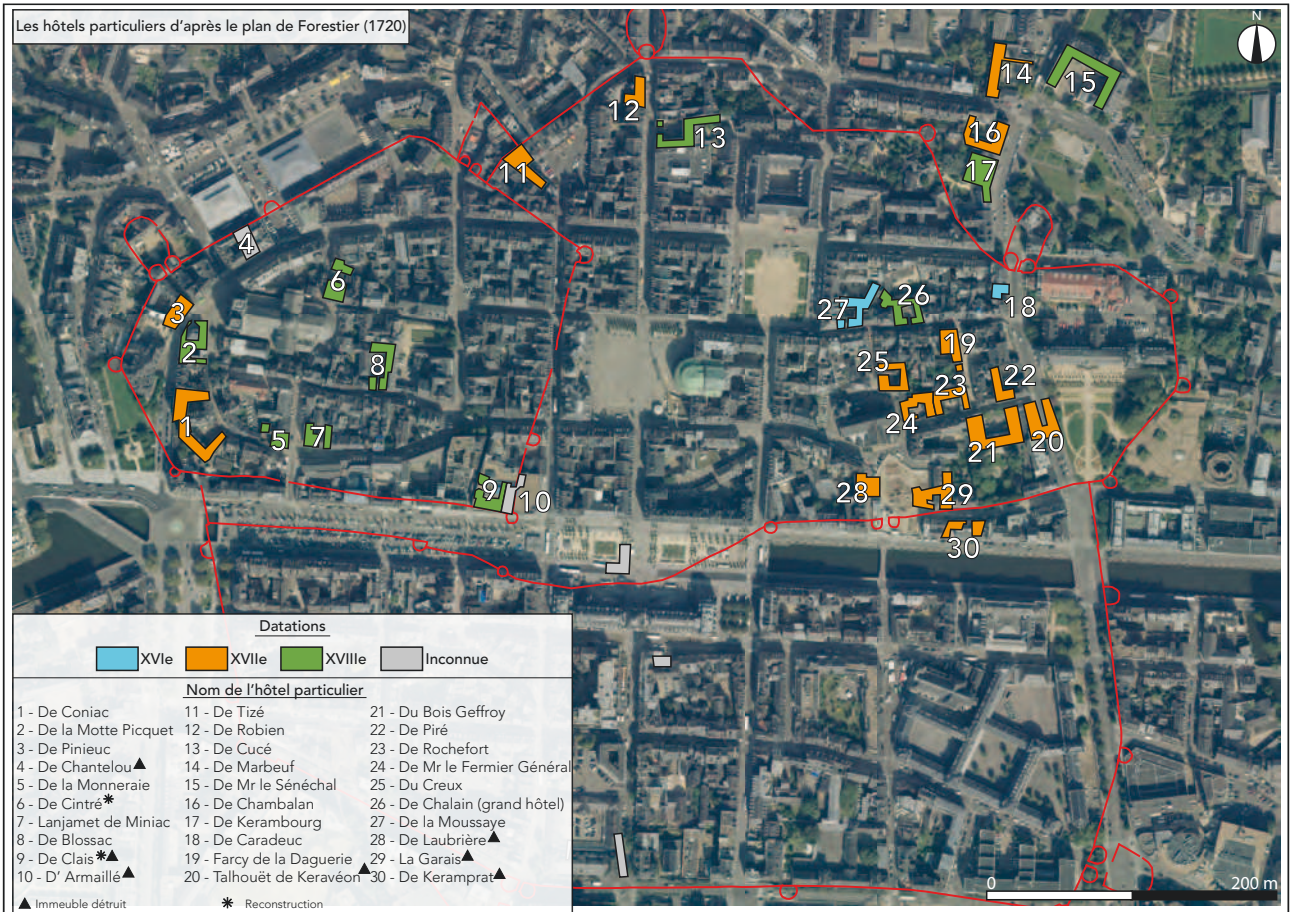 Les hôtels particuliers d'après le plan de Forestier (1720)
N
14
15
12
13
16
11
17
4
6
18
3
27
26
2
19
8
25
22
23
1
24
5
7
21
20
9
10
28
29
30
Datations
XVIe XVIIe XVIIIe Inconnue
Nom de l'hôtel particulier
1 - De Coniac
2 - De la Motte Picquet
3 - De Pinieuc
4 - De Chantelou▲
5 - De la Monneraie
6 - De Cintré*
7 - Lanjamet de Miniac
8 - De Blossac
9 - De Clais*▲
10 - D' Armaillé▲
11 - De Tizé
12 - De Robien
13 - De Cucé
14 - De Marbeuf
15 - De Mr le Sénéchal
16 - De Chambalan
17 - De Kerambourg
18 - De Caradeuc
19 - Farcy de la Daguerie
20 - Talhouët de Keravéon▲
21 - Du Bois Geffroy
22 - De Piré
23 - De Rochefort
24 - De Mr le Fermier Général
25 - Du Creux
26 - De Chalain (grand hôtel)
27 - De la Moussaye
28 - De Laubrière▲
29 - La Garais▲
30 - De Keramprat▲
▲ Immeuble détruit * Reconstruction
0 200 m